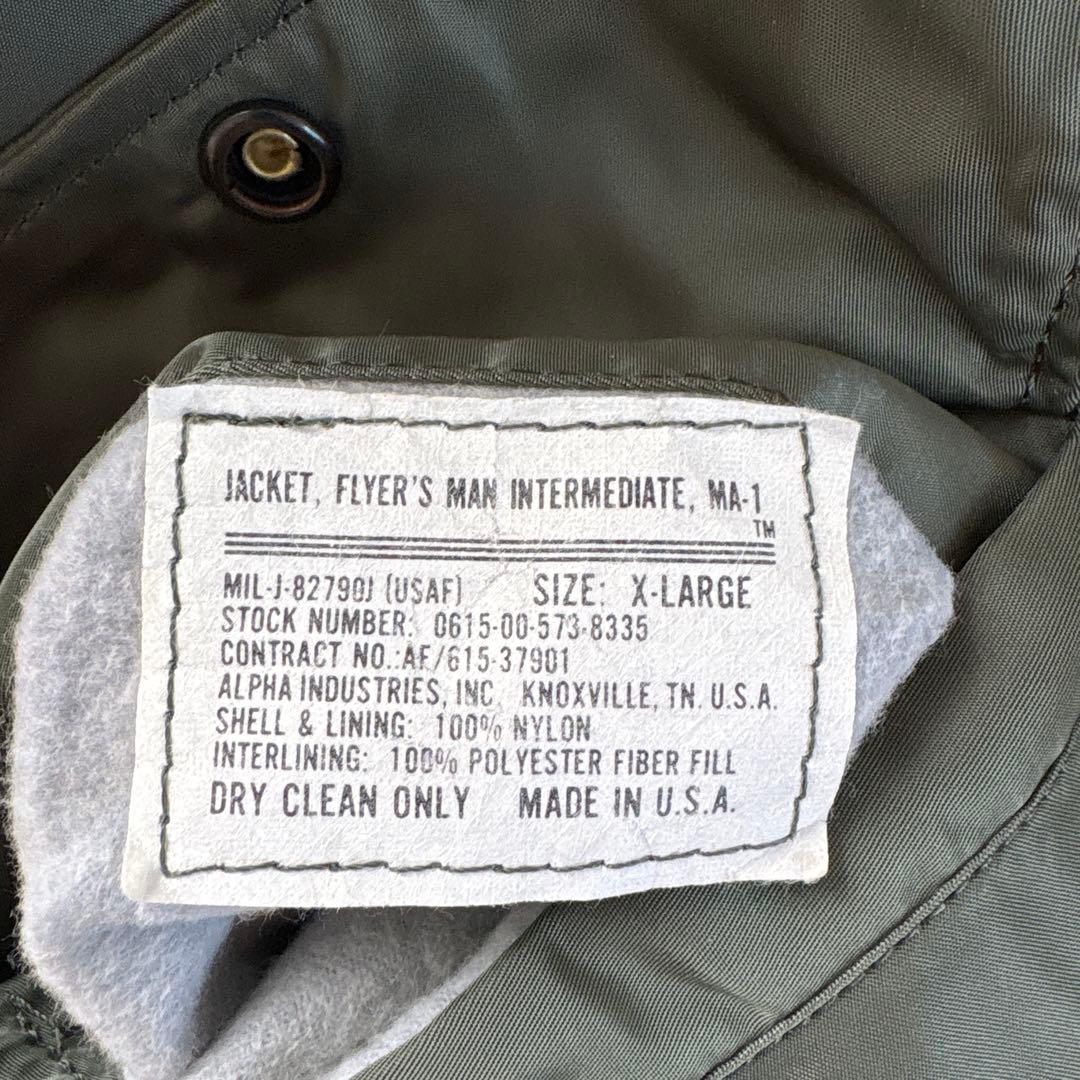 JACKET, FLYER'S MAN INTERMEDIATE, MA-1
TM
MIL-J-82790J (USAF) SIZE: X-LARGE
STOCK NUMBER: 0615-00-573-8335
CONTRACT NO.:AF/615-37901
ALPHA INDUSTRIES, INC KNOXVILLE, TN. U.S.A.
SHELL & LINING: 100% NYLON
INTERLINING: 100% POLYESTER FIBER FILL
DRY CLEAN ONLY MADE IN U.S.A.